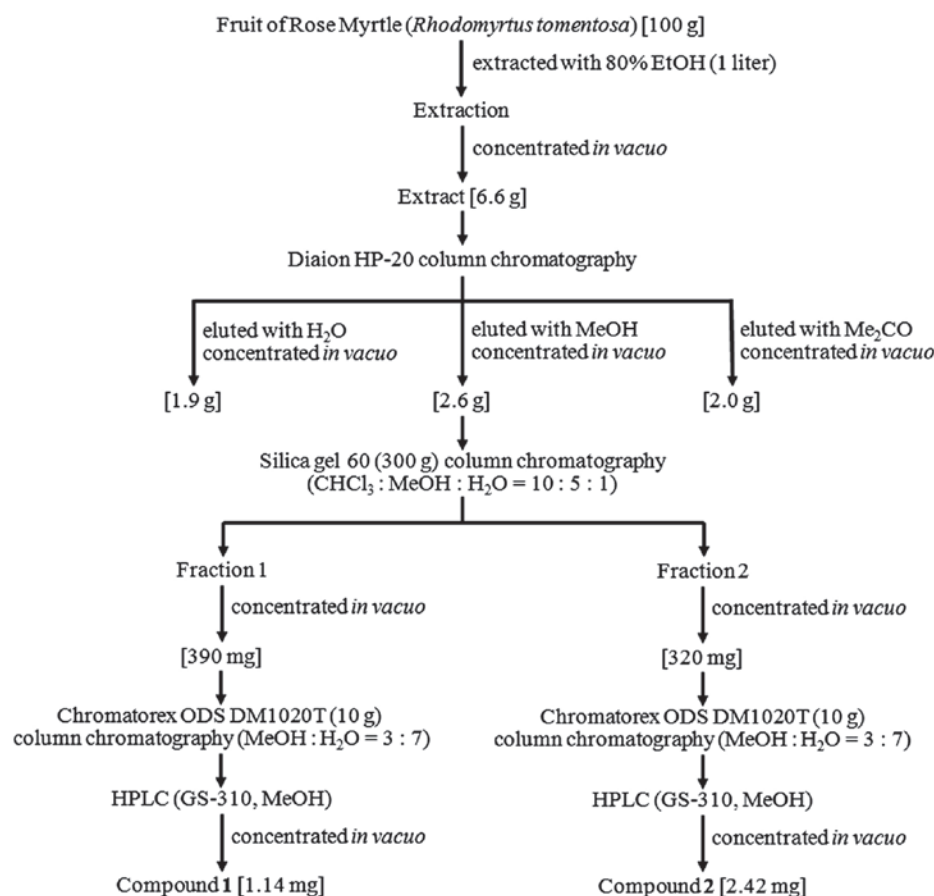 Fruit of Rose Myrtle (Rhodomyrtus tomentosa) [100 g]
extracted with 80% EtOH (1 liter)
Extraction
concentrated in vacuo
Extract [6.6 g]
Diaion HP-20 column chromatography
eluted with H₂O
concentrated in vacuo
eluted with MeOH
concentrated in vacuo
eluted with Me₂CO
concentrated in vacuo
[1.9 g]
[2.6 g]
[2.0 g]
Silica gel 60 (300 g) column chromatography
(CHCl₃ : MeOH : H₂O = 10 : 5 : 1)
Fraction 1
concentrated in vacuo
[390 mg]
Chromatorex ODS DM1020T (10 g)
column chromatography (MeOH : H₂O = 3 : 7)
HPLC (GS-310, MeOH)
concentrated in vacuo
Compound 1 [1.14 mg]
Fraction 2
concentrated in vacuo
[320 mg]
Chromatorex ODS DM1020T (10 g)
column chromatography (MeOH : H₂O = 3 : 7)
HPLC (GS-310, MeOH)
concentrated in vacuo
Compound 2 [2.42 mg]